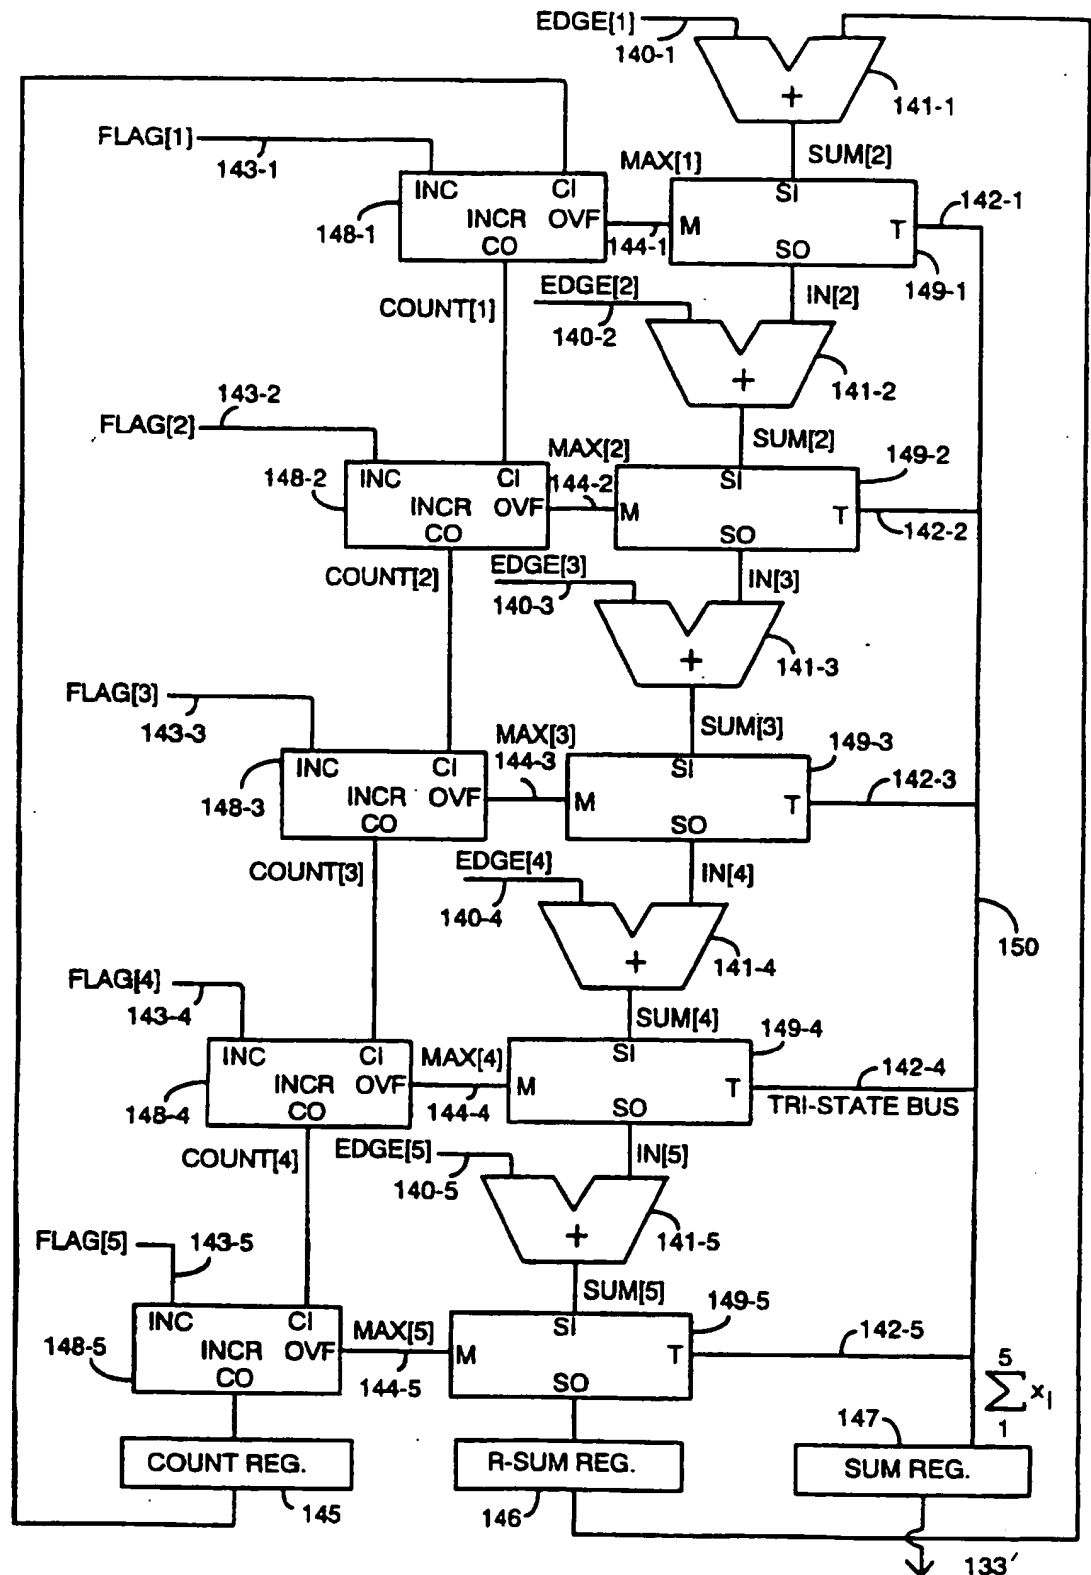 EDGE[1]
140-1
+
141-1
FLAG[1]
143-1
MAX[1]
SUM[2]
INC CI
INCR OVF
CO
148-1
144-1
SI
M T
SO
142-1
149-1
COUNT[1]
EDGE[2]
140-2
IN[2]
+
141-2
FLAG[2]
143-2
MAX[2]
SUM[2]
148-2
INC CI
INCR OVF
CO
144-2
SI
M T
SO
149-2
142-2
COUNT[2]
EDGE[3]
140-3
IN[3]
+
141-3
FLAG[3]
143-3
MAX[3]
144-3
SUM[3]
149-3
148-3
INC CI
INCR OVF
CO
SI
M T
SO
142-3
COUNT[3]
EDGE[4]
140-4
IN[4]
+
141-4
150
FLAG[4]
143-4
SUM[4]
149-4
148-4
INC CI
INCR OVF
CO
MAX[4]
144-4
SI
M T
SO
142-4
TRI-STATE BUS
COUNT[4]
EDGE[5]
140-5
IN[5]
+
141-5
FLAG[5]
143-5
SUM[5]
149-5
148-5
INC CI
INCR OVF
CO
MAX[5]
144-5
SI
M T
SO
142-5
5
∑ xi
1
147
COUNT REG.
R-SUM REG.
SUM REG.
145
146
133'